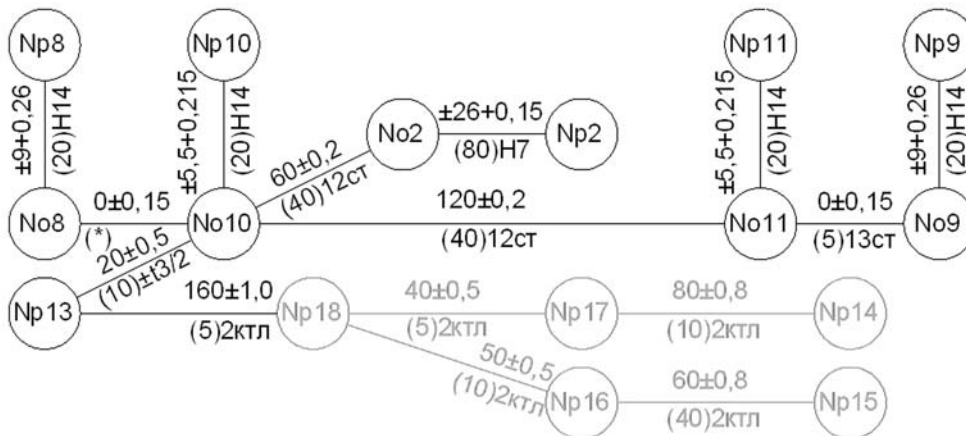 Np8
Np10
Np11
Np9
±9+0,26
(20)H14
±5,5+0,215
(20)H14
±5,5+0,215
(20)H14
±9+0,26
(20)H14
No2
±26+0,15
(80)H7
Np2
60±0,2
(40)12ст
No8
0±0,15
(*)
No10
120±0,2
(40)12ст
No11
0±0,15
(5)13ст
No9
20±0,5
(10)±t3/2
Np13
160±1,0
(5)2ктл
Np18
40±0,5
(5)2ктл
Np17
80±0,8
(10)2ктл
Np14
50±0,5
(10)2ктл
Np16
60±0,8
(40)2ктл
Np15